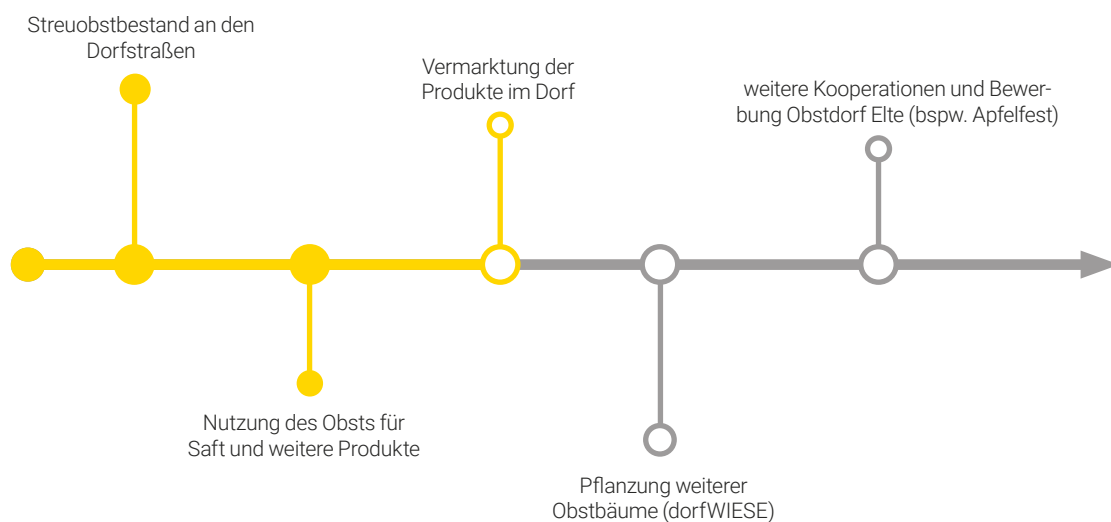 Streuobstbestand an den
Dorfstraßen
Nutzung des Obsts für
Saft und weitere Produkte
Vermarktung der
Produkte im Dorf
Pflanzung weiterer
Obstbäume (dorfWIESE)
weitere Kooperationen und Bewer-
bung Obstdorf Elte (bspw. Apfelfest)